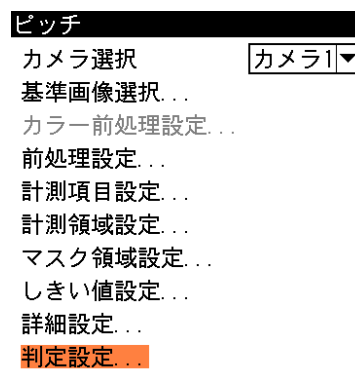 ピッチ
カメラ選択 カメラ1
基準画像選択...
カラー前処理設定...
前処理設定...
計測項目設定...
計測領域設定...
マスク領域設定...
しきい値設定...
詳細設定...
判定設定...